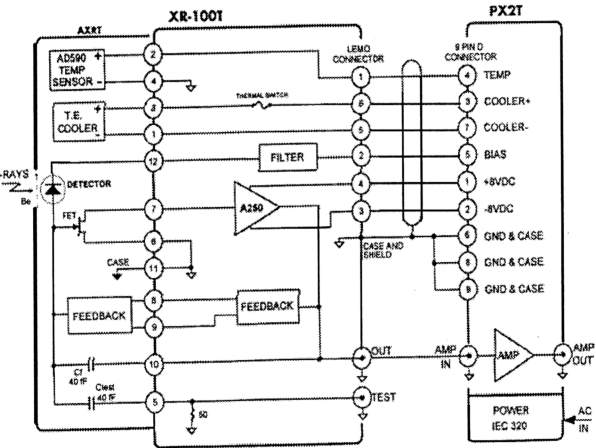 XR-100T
PX2T
AXRT
LEMO
CONNECTOR
9 PIN D
CONNECTOR
AD590
TEMP
SENSOR
+
-
2
4
1
4
TEMP
T.E.
COOLER
+
-
3
THERMAL SWITCH
6
3
COOLER+
1
5
7
COOLER-
12
FILTER
2
5
BIAS
-RAYS
Be
DETECTOR
4
1
+8VDC
FET
7
A250
3
2
-8VDC
6
CASE
11
CASE AND
SHIELD
6
GND & CASE
8
GND & CASE
9
GND & CASE
FEEDBACK
8
9
FEEDBACK
10
OUT
AMP
IN
AMP
AMP
OUT
Cf
40 fF
Ctest
40 fF
5
50
TEST
POWER
IEC 320
AC
IN